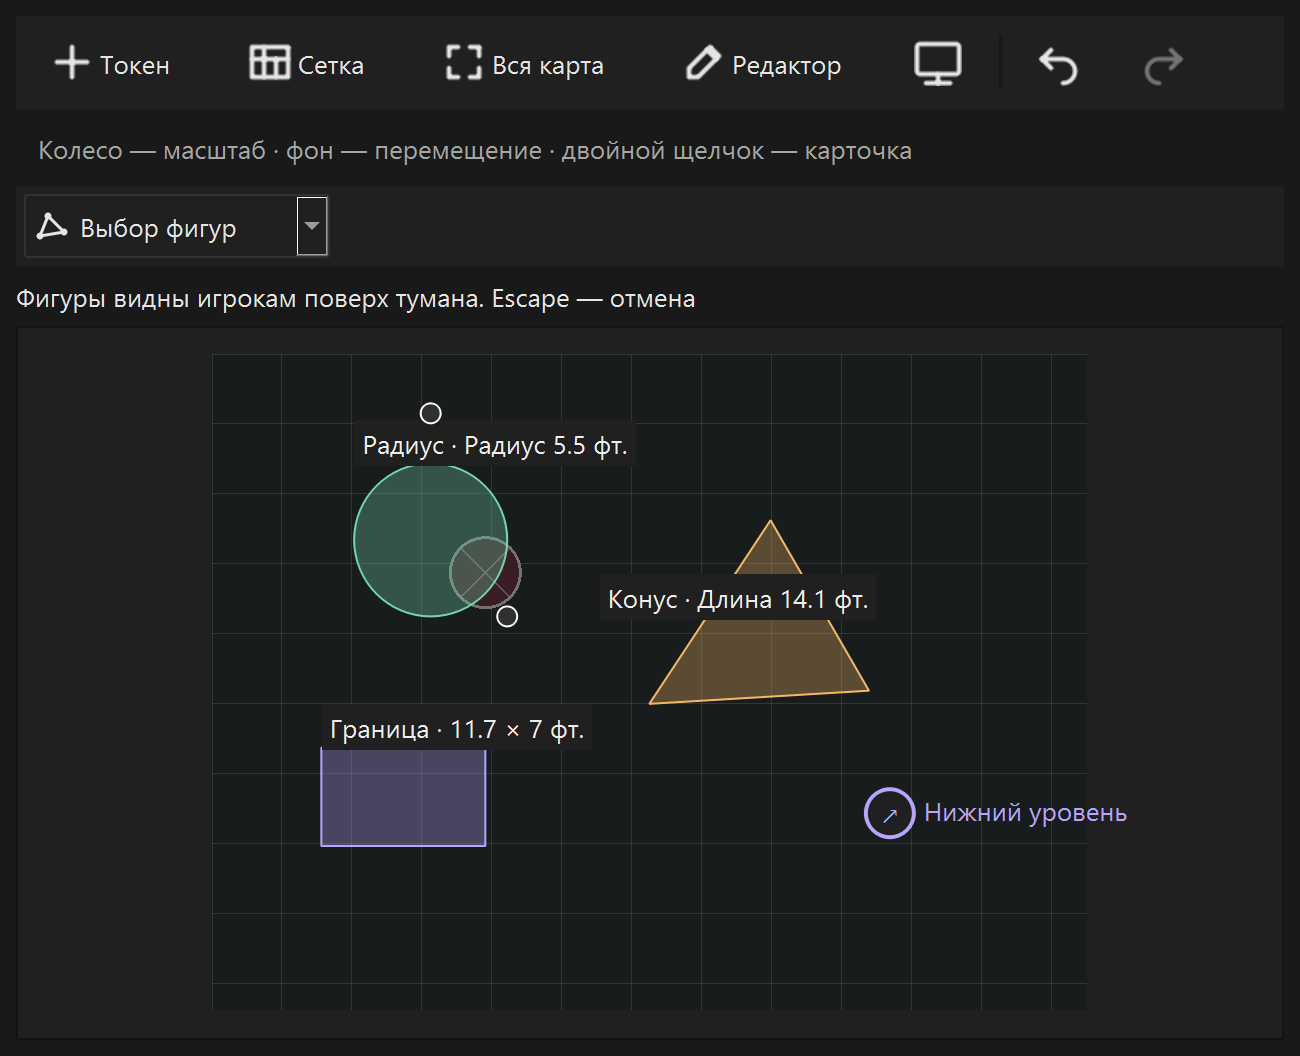 Токен Сетка Вся карта Редактор
Колесо — масштаб · фон — перемещение · двойной щелчок — карточка
Выбор фигур
Фигуры видны игрокам поверх тумана. Escape — отмена
Радиус · Радиус 5.5 фт.
Конус · Длина 14.1 фт.
Граница · 11.7 × 7 фт.
Нижний уровень